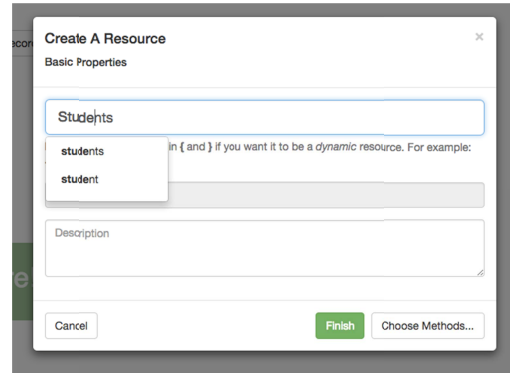 Create A Resource
×
Basic Properties
Students
in { and } if you want it to be a dynamic resource. For example:
students
student
Description
Cancel
Finish
Choose Methods...